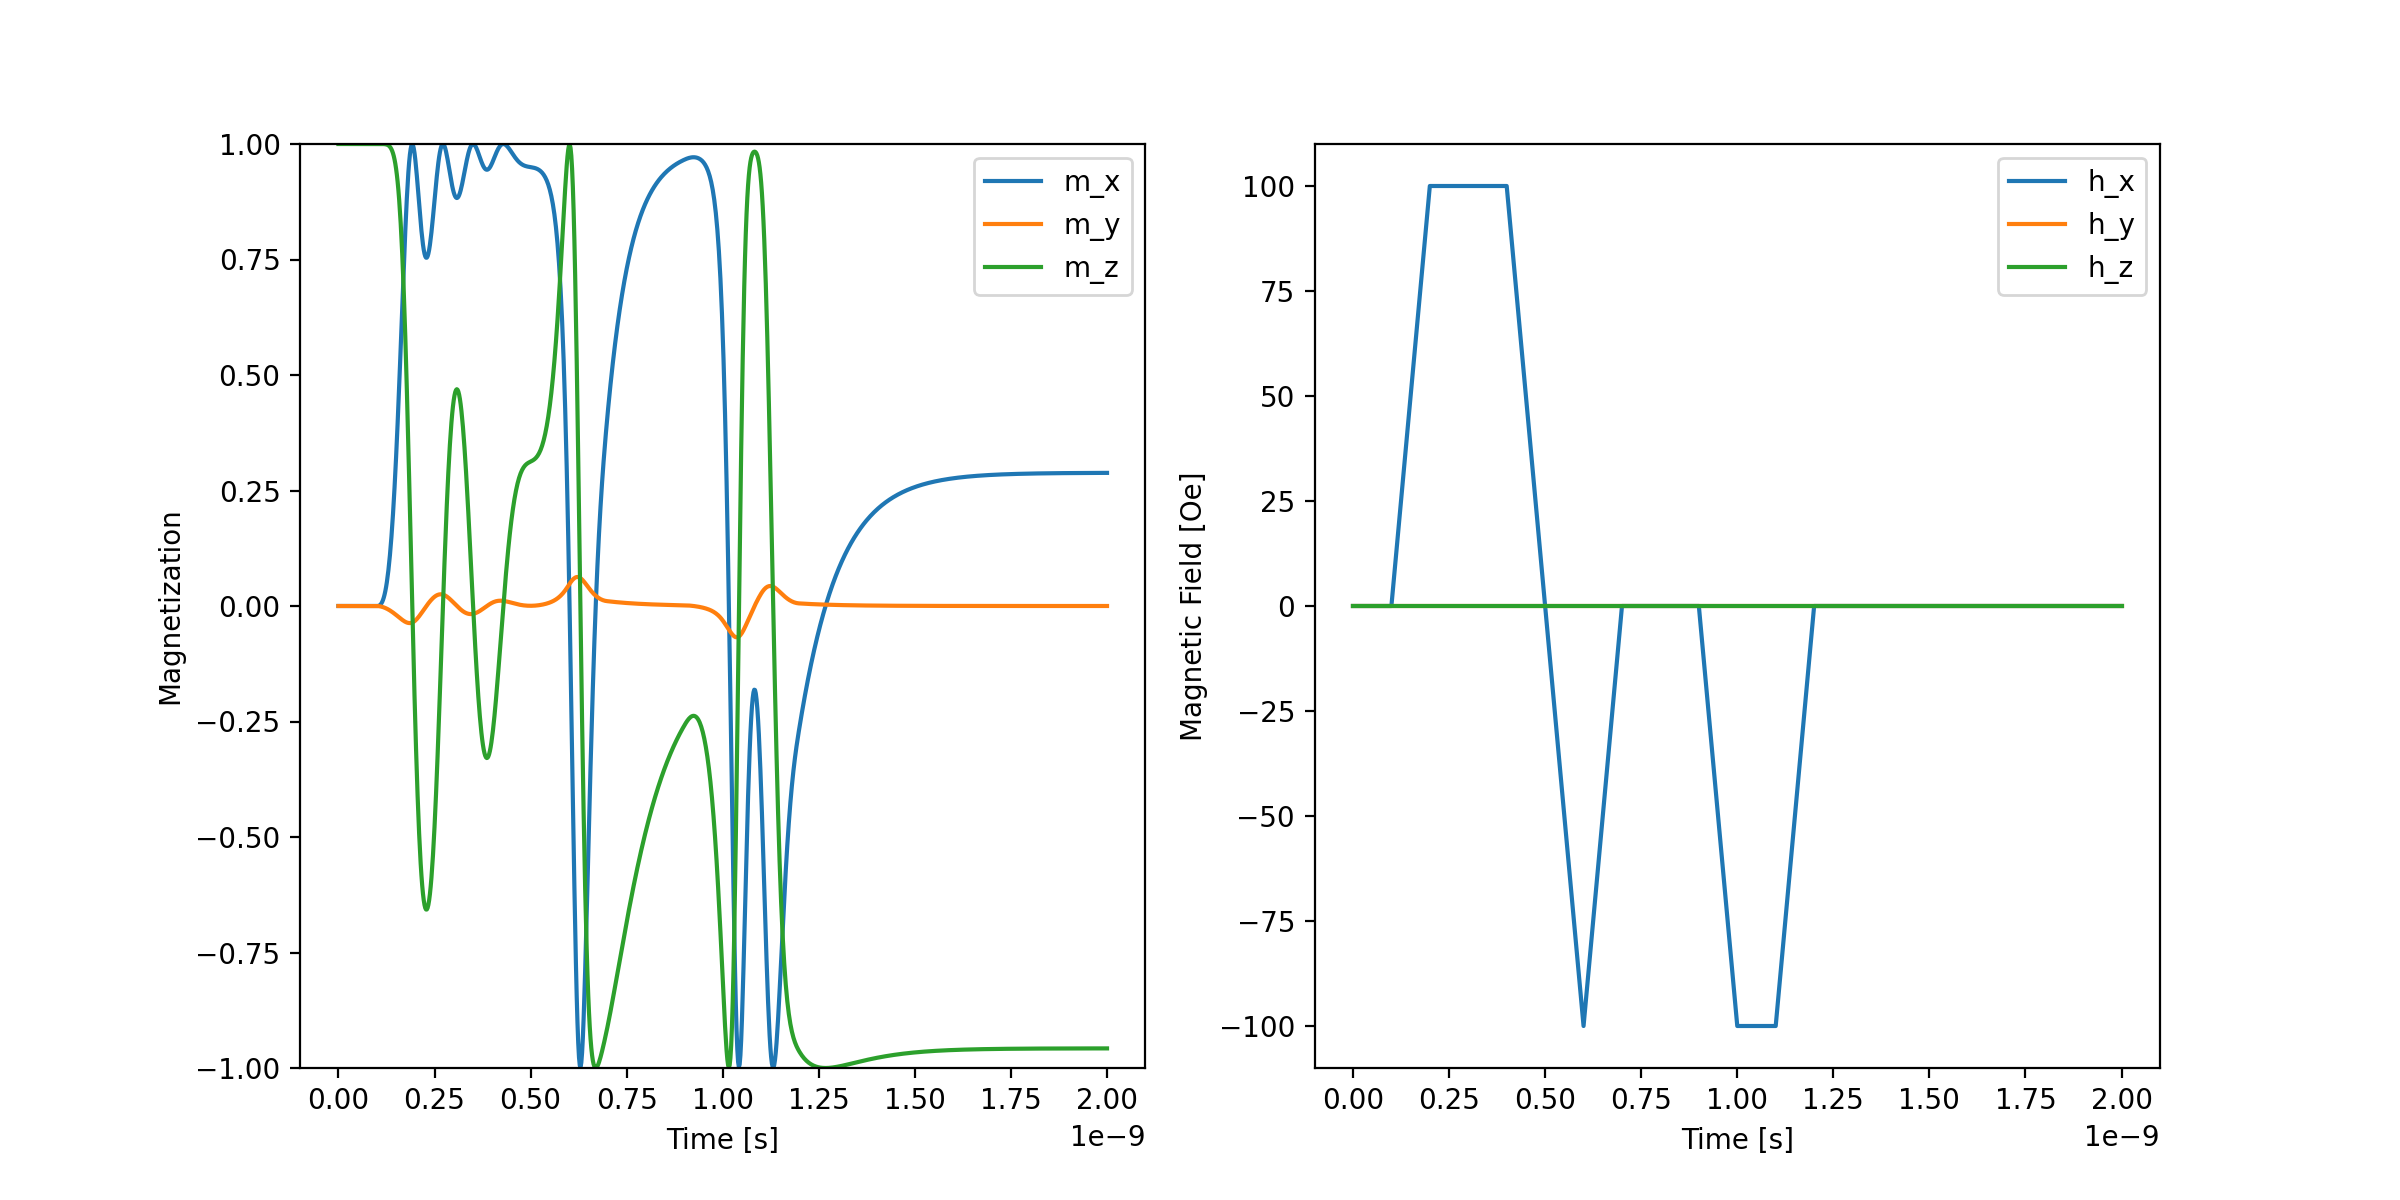 Magnetization
1.00
0.75
0.50
0.25
0.00
−0.25
−0.50
−0.75
−1.00
m_x
m_y
m_z
0.00 0.25 0.50 0.75 1.00 1.25 1.50 1.75 2.00
1e−9
Time [s]
Magnetic Field [Oe]
100
75
50
25
0
−25
−50
−75
−100
h_x
h_y
h_z
0.00 0.25 0.50 0.75 1.00 1.25 1.50 1.75 2.00
1e−9
Time [s]